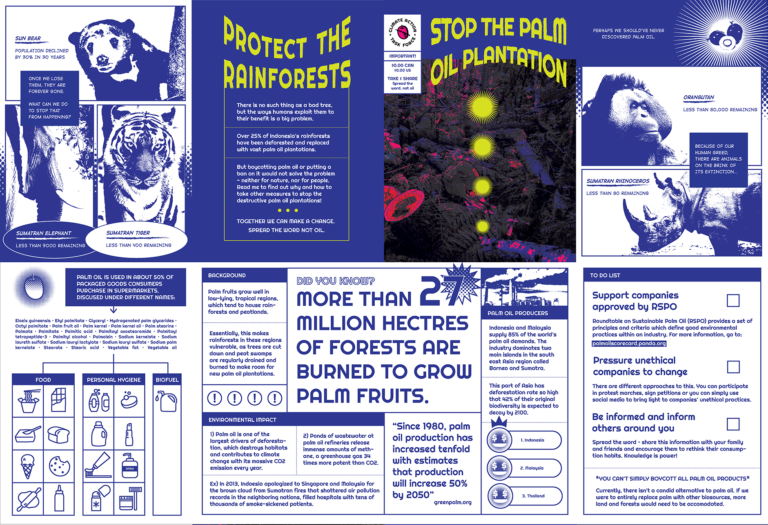 SUN BEAR
POPULATION DECLINED
BY 30% IN 30 YEARS
ONCE WE LOSE
THEM, THEY ARE
FOREVER GONE.
WHAT CAN WE DO
TO STOP THAT
FROM HAPPENING?
SUMATRAN ELEPHANT
LESS THAN 3000 REMAINING
SUMATRAN TIBER
LESS THAN 400 REMAINING
PROTECT THE
RAINFORESTS
There is no such thing as a bad tree,
but the ways humans exploit them to
their benefit is a big problem.
Over 25% of Indonesia's rainforests
have been deforested and replaced
with vast palm oil plantations.
But boycotting palm oil or putting a
ban on it would not solve the problem
- neither for nature, nor for people.
Read me to find out why and how to
take other measures to stop the
destructive palm oil plantations!
TOGETHER WE CAN MAKE A CHANGE.
SPREAD THE WORD NOT OIL.
CLIMATE ACTION
TASK FORCE
IMPORTANT!
$0.00 CAN
$0.00 US
TAKE & SHARE
Spread the
word, not oil
STOP THE PALM
OIL PLANTATION
PERHAPS WE SHOULD'VE NEVER
DISCOVERED PALM OIL
ORANGUTAN
LESS THAN 80,000 REMAINING
BECAUSE OF OUR
HUMAN GREED,
THERE ARE ANIMALS
ON THE BRINK OF
ITS EXTINCTION...
SUMATRAN RHINOCEROS
LESS THAN 80 REMAINING
PALM OIL IS USED IN ABOUT 50% OF
PACKAGED GOODS CONSUMERS
PURCHASE IN SUPERMARKETS,
DISGUISED UNDER DIFFERENT NAMES:
Elaeis guineensis · Etyl palmitate · Glyceryl · Hydrogenated palm glycerides ·
Octyl palmitate · Palm fruit oil · Palm kernel · Palm kernel oil · Palm stearine ·
Palmate · Palmitate · Palmitic acid · Palmityl
tetrapeptide-3 · Palmityl alcohol · Palmolein · Sodium kernelate · Sodium
laureth sulfate · Sodium lauryl lactylate · Sodium lauryl sulfate · Sodium palm
kernelate · Stearate · Stearic acid · Vegetable fat · Vegetable oil
FOOD
PERSONAL HYGIENE
BIOFUEL
BACKGROUND
Palm fruits grow well in
low-lying, tropical regions,
which tend to house rain-
forests and peatlands.
Essentially, this makes
rainforests in these regions
vulnerable, as trees are cut
down and peat swamps
are regularly drained and
burned to make room for
new palm oil plantations.
DID YOU KNOW?
MORE THAN 27
MILLION HECTRES
OF FORESTS ARE
BURNED TO GROW
PALM FRUITS.
ENVIRONMENTAL IMPACT
1) Palm oil is one of the
largest drivers of deforesta-
tion, which destroys habitats
and contributes to climate
change with its massive CO2
emission every year.
2) Ponds of wastewater at
palm oil refineries release
immense amounts of meth-
ane, a greenhouse gas 34
times more potent than CO2.
Ex) In 2013, Indoesia apologized to Singapore and Malaysia for
the brown cloud from Sumatran fires that shattered air pollution
records in the neighboring nations, filled hospitals with tens of
thousands of smoke-sickened patients.
"Since 1980, palm
oil production has
increased tenfold
with estimates
that production
will increase 50%
by 2050"
greenpalm.org
PALM OIL PRODUCERS
Indonesia and Malaysia
supply 85% of the world's
palm oil demands. The
industry dominates two
main islands in the south
east Asia region called
Borneo and Sumatra.
This part of Asia has
deforestation rate so high
that 42% of their original
biodiversity is expected to
decay by 2100.
1. Indonesia
2. Malaysia
3. Thailand
TO DO LIST
Support companies
approved by RSPO
Roundtable on Sustainable Palm Oil (RSPO) provides a set of
principles and criteria which define good environmental
practices within an industry. For more information, go to:
palmoilscorecard.panda.org
Pressure unethical
companies to change
There are different approaches to this. You can participate
in protest marches, sign petitions or you can simply use
social media to bring light to companies' unethical practices.
Be informed and inform
others around you
Spread the word - share this information with your family
and friends and encourage them to rethink their consump-
tion habits. Knowledge is power!
*YOU CAN'T SIMPLY BOYCOTT ALL PALM OIL PRODUCTS*
Currently, there isn't a candid alternative to palm oil. If we
were to entirely replace palm with other bioresources, more
land and forests would need to be accomodated.